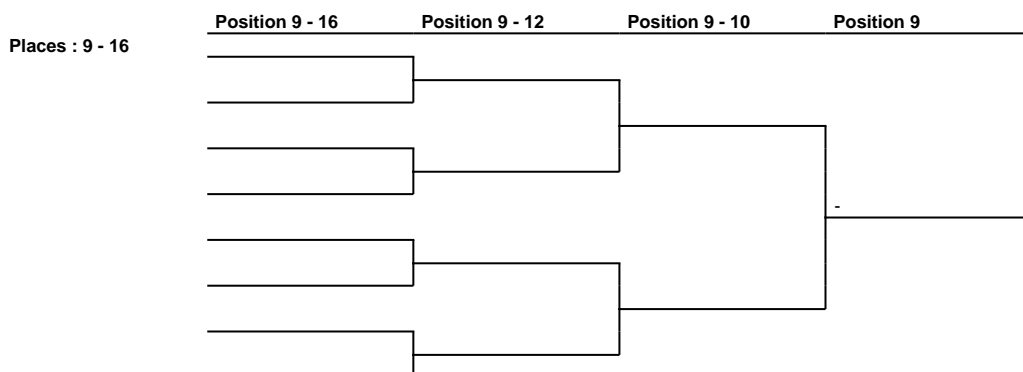 Position 9 - 16 Position 9 - 12 Position 9 - 10 Position 9
Places : 9 - 16
-